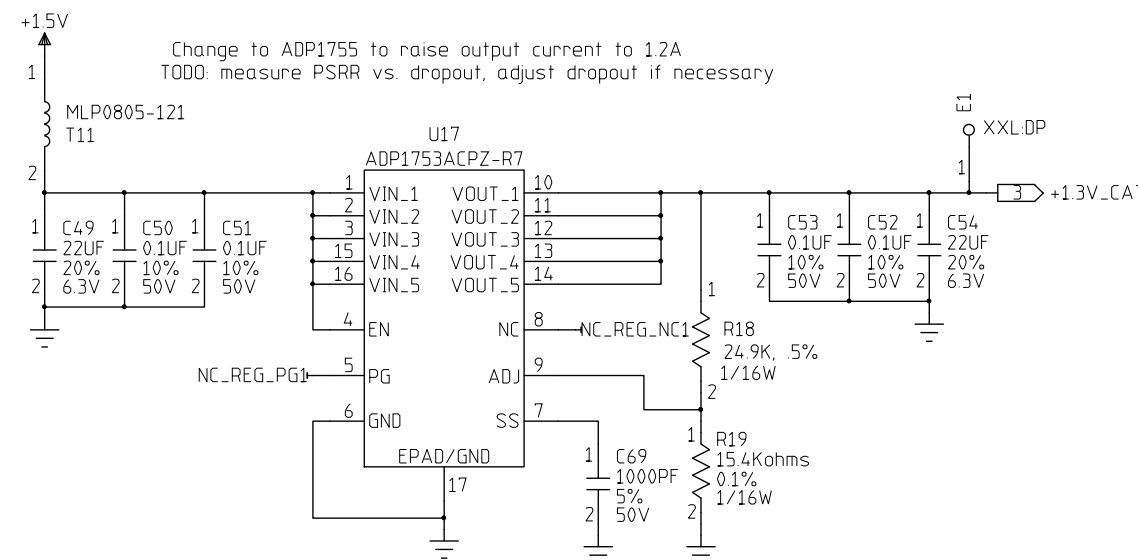 +1.5V
Change to ADP1755 to raise output current to 1.2A
TODO: measure PSRR vs. dropout, adjust dropout if necessary
1
MLP0805-121
T11
2
U17
ADP1753ACPZ-R7
1 VIN_1
2 VIN_2
3 VIN_3
15 VIN_4
16 VIN_5
4 EN
5 PG
6 GND
VOUT_1 10
VOUT_2 11
VOUT_3 12
VOUT_4 13
VOUT_5 14
NC 8
ADJ 9
SS 7
EPAD/GND
17
NC_REG_PG1
NC_REG_NC1
1 C49
22UF
20%
2 6.3V
1 C50
0.1UF
10%
2 50V
1 C51
0.1UF
10%
2 50V
1 C69
1000PF
5%
2 50V
1
R18
24.9K, .5%
1/16W
2
1 R19
15.4Kohms
0.1%
1/16W
2
1 C53
0.1UF
10%
2 50V
1 C52
0.1UF
10%
2 50V
1 C54
22UF
20%
2 6.3V
E1
XXL:DP
1
3 +1.3V_CA